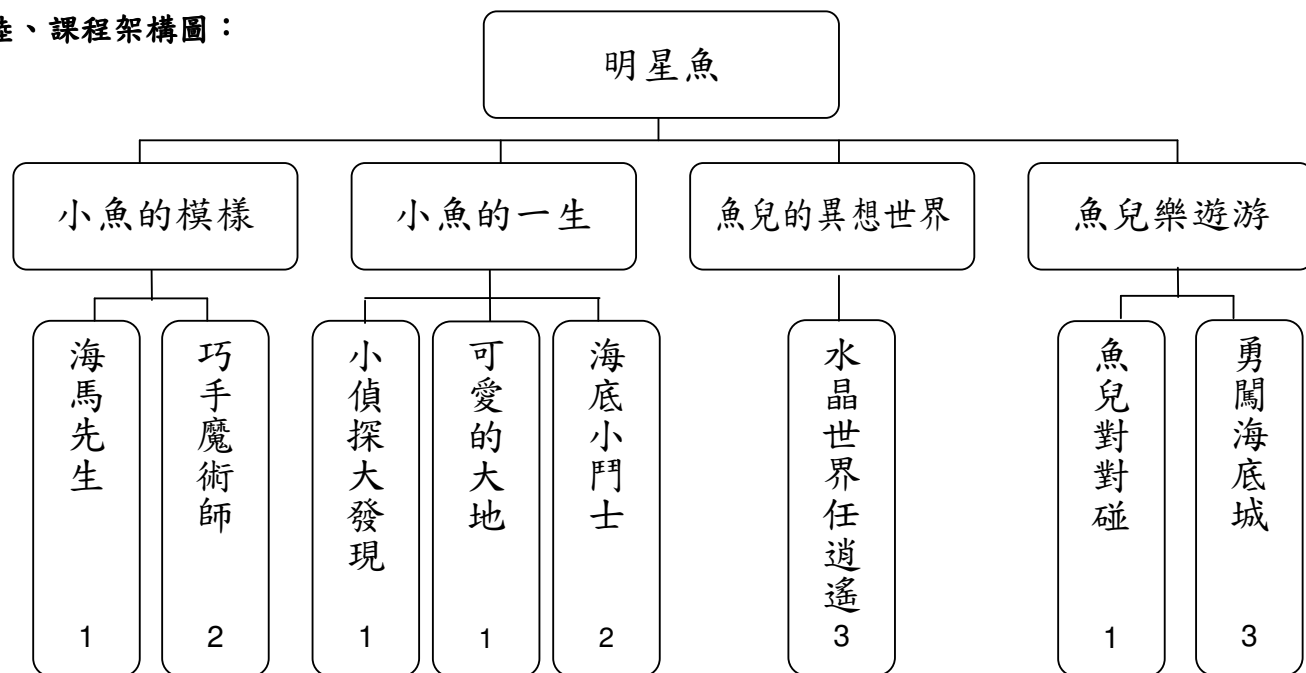 、課程架構圖：
明星魚
小魚的模樣
小魚的一生
魚兒的異想世界
魚兒樂遊游
海馬先生
1
巧手魔術師
2
小偵探大發現
1
可愛的大地
1
海底小鬥士
2
水晶世界任逍遙
3
魚兒對對碰
1
勇闖海底城
3